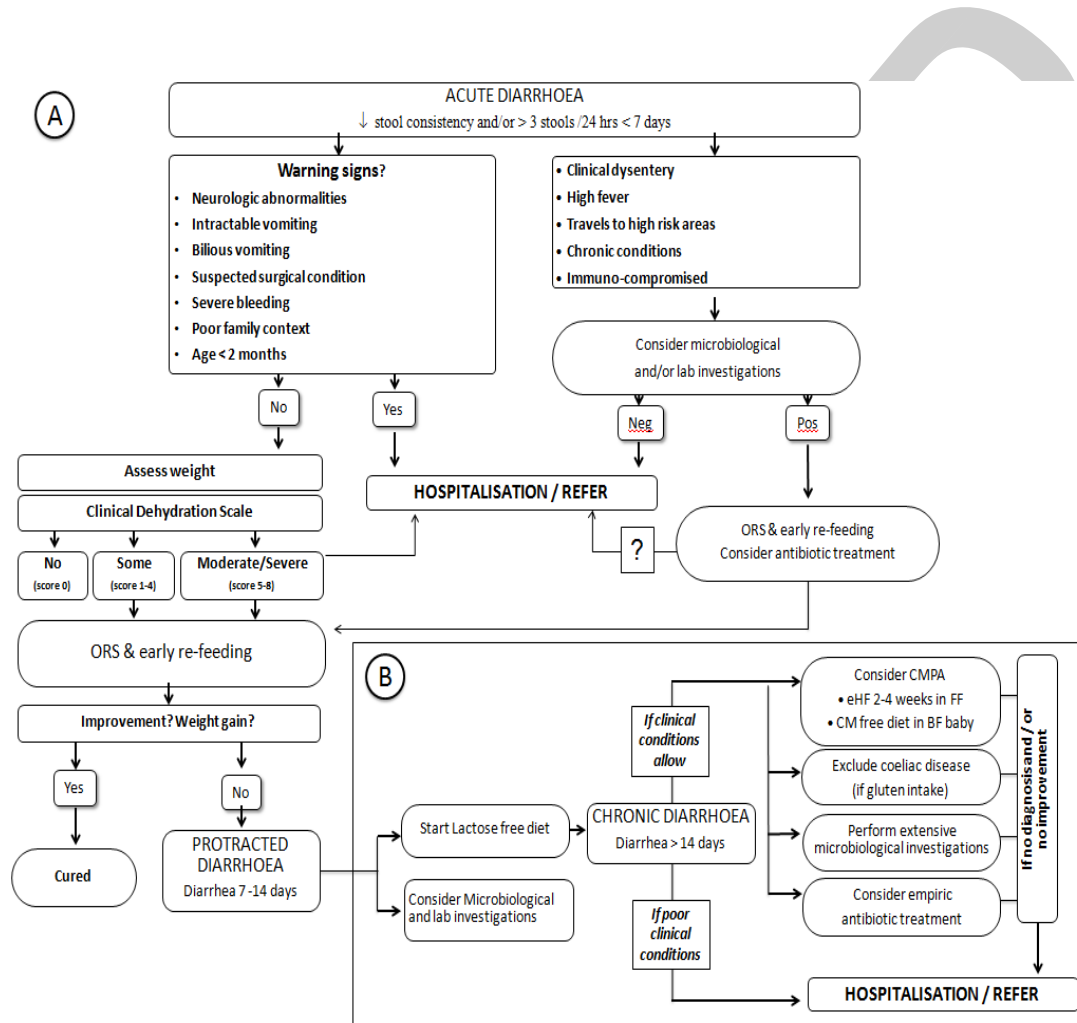 A
ACUTE DIARRHOEA
↓ stool consistency and/or > 3 stools /24 hrs < 7 days
Warning signs?
• Neurologic abnormalities
• Intractable vomiting
• Bilious vomiting
• Suspected surgical condition
• Severe bleeding
• Poor family context
• Age < 2 months
• Clinical dysentery
• High fever
• Travels to high risk areas
• Chronic conditions
• Immuno-compromised
Consider microbiological
and/or lab investigations
No
Yes
Neg
Pos
Assess weight
Clinical Dehydration Scale
HOSPITALISATION / REFER
No
(score 0)
Some
(score 1-4)
Moderate/Severe
(score 5-8)
?
ORS & early re-feeding
Consider antibiotic treatment
ORS & early re-feeding
Improvement? Weight gain?
Yes
No
Cured
PROTRACTED
DIARRHOEA
Diarrhea 7 -14 days
B
Start Lactose free diet
Consider Microbiological
and lab investigations
If clinical
conditions
allow
CHRONIC DIARRHOEA
Diarrhea > 14 days
If poor
clinical
conditions
Consider CMPA
• eHF 2-4 weeks in FF
• CM free diet in BF baby
Exclude coeliac disease
(if gluten intake)
Perform extensive
microbiological investigations
Consider empiric
antibiotic treatment
If no diagnosis and / or
no improvement
HOSPITALISATION / REFER